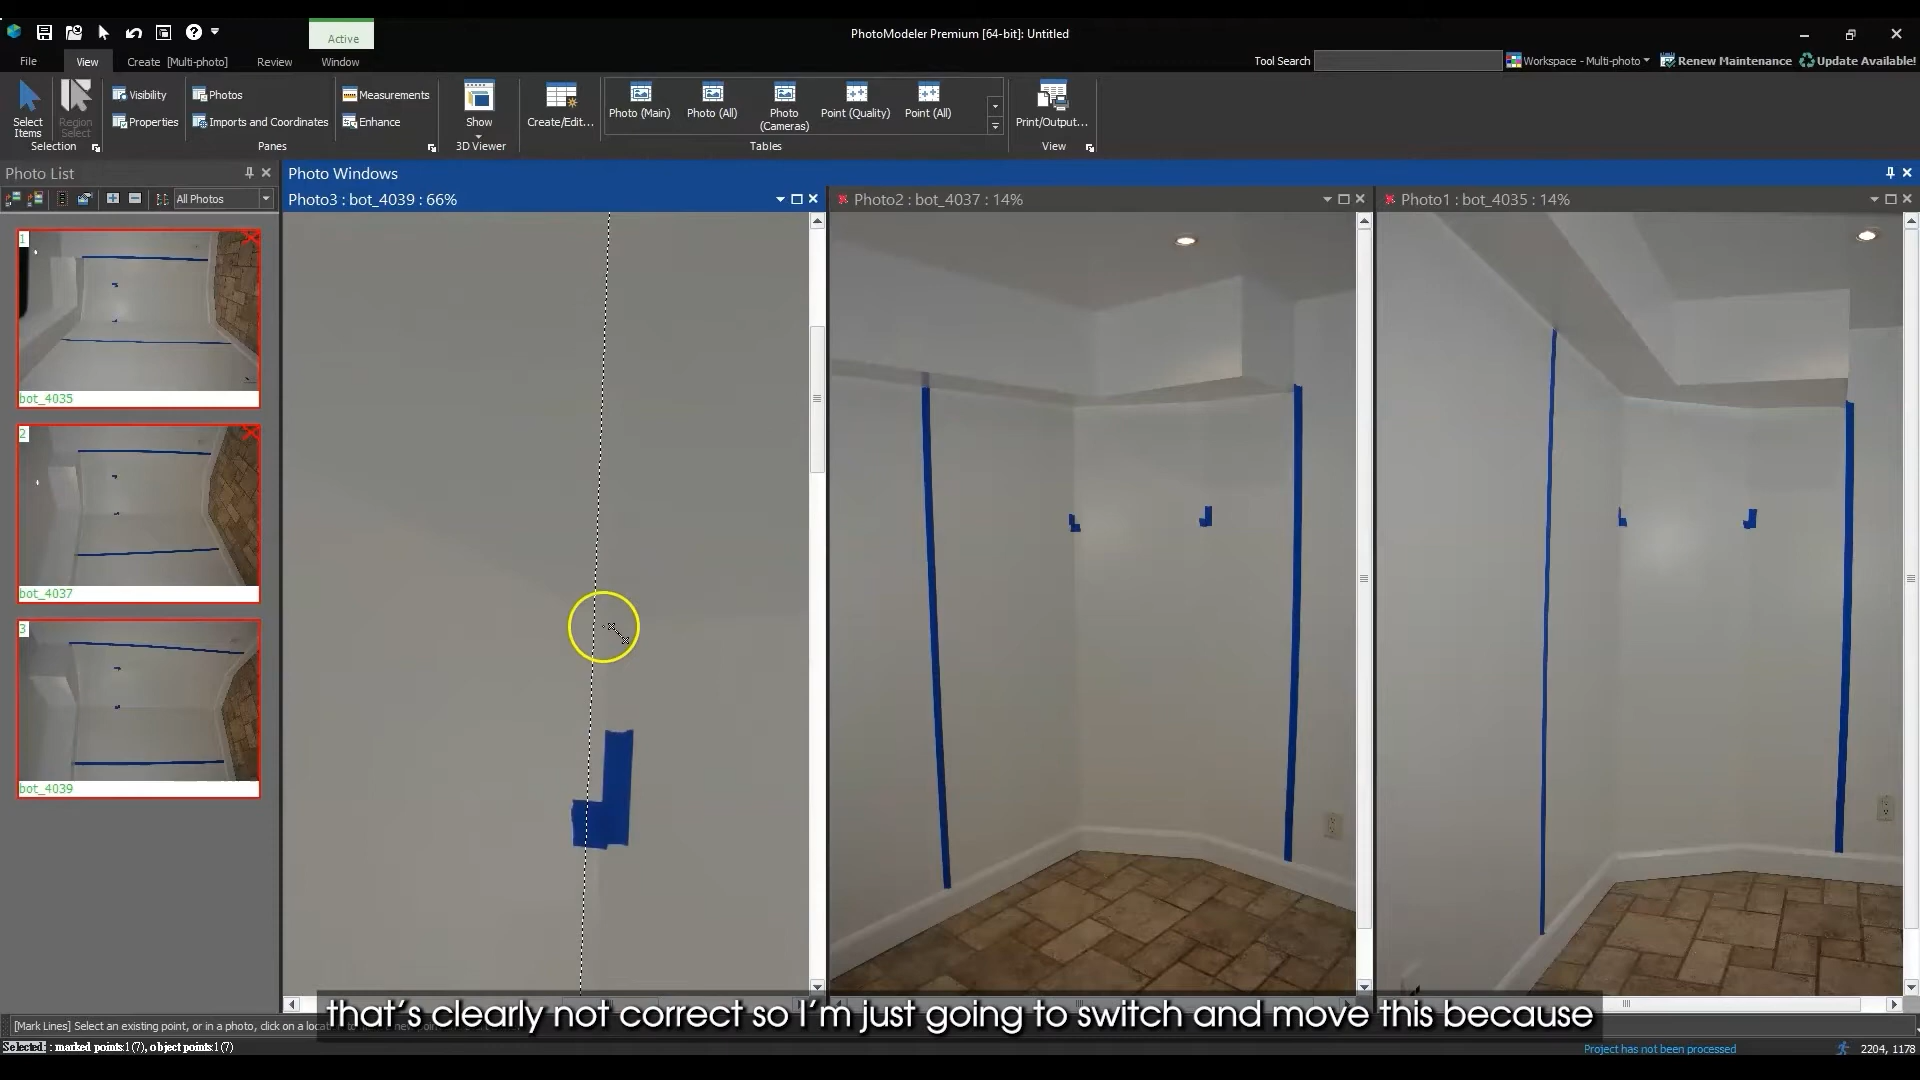 Active
PhotoModeler Premium [64-bit]: Untitled
File
View
Create
[Multi-photo]
Review
Window
Tool Search
Workspace - Multi-photo
Renew Maintenance
Update Available!
Select Items
Region Select
Selection
Visibility
Properties
Photos
Imports and Coordinates
Panes
Measurements
Enhance
Show
3D Viewer
Create/Edit...
Photo (Main)
Photo (All)
Photo (Cameras)
Point (Quality)
Point (All)
Tables
Print/Output...
View
Photo List
All Photos
1
bot_4035
2
bot_4037
3
bot_4039
Photo Windows
Photo3 : bot_4039 : 66%
Photo2 : bot_4037 : 14%
Photo1 : bot_4035 : 14%
that's clearly not correct so I'm just going to switch and move this because
[Mark Lines] Select an existing point, or in a photo, click on a
Selected: : marked points:1(7), object points:1(7)
Project has not been processed
2204, 1178